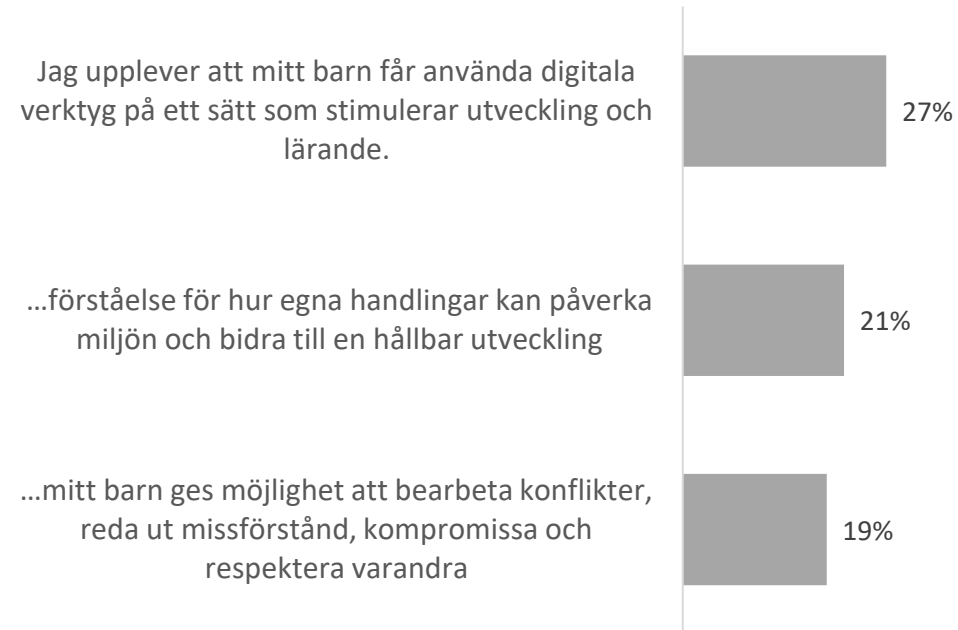 Jag upplever att mitt barn får använda digitala
verktyg på ett sätt som stimulerar utveckling och
lärande.
27%
...förståelse för hur egna handlingar kan påverka
miljön och bidra till en hållbar utveckling
21%
...mitt barn ges möjlighet att bearbeta konflikter,
reda ut missförstånd, kompromissa och
respektera varandra
19%